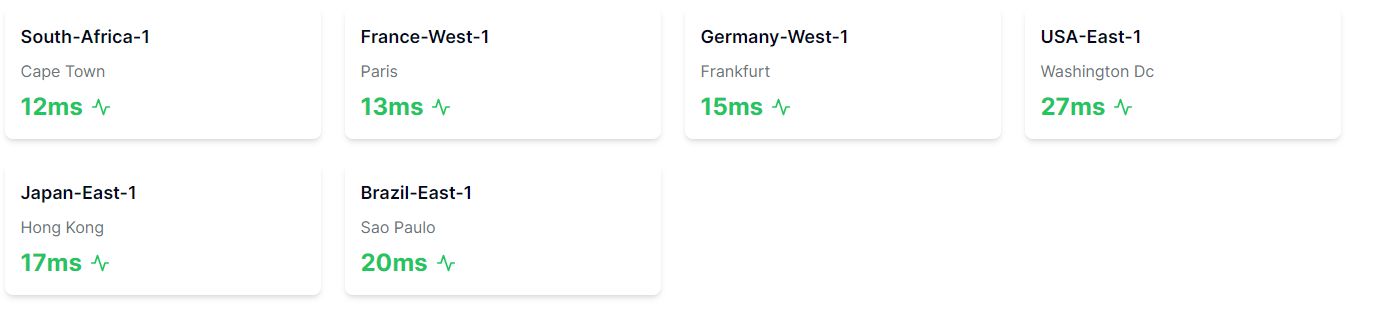 South-Africa-1
Cape Town
12ms
France-West-1
Paris
13ms
Germany-West-1
Frankfurt
15ms
USA-East-1
Washington Dc
27ms
Japan-East-1
Hong Kong
17ms
Brazil-East-1
Sao Paulo
20ms